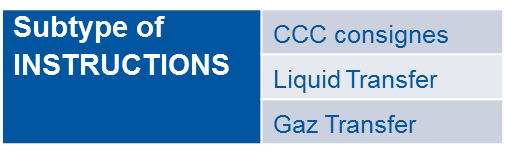 Subtype of
INSTRUCTIONS
CCC consignes
Liquid Transfer
Gaz Transfer